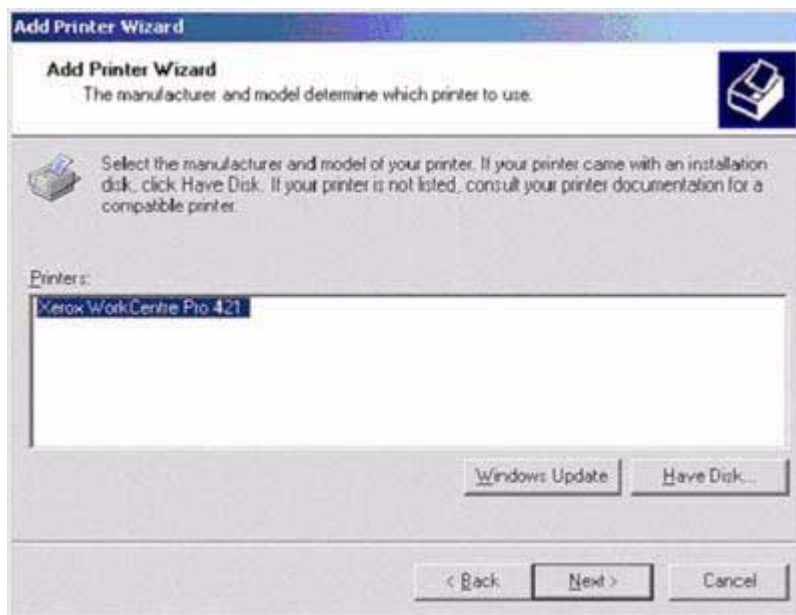 Add Printer Wizard
Add Printer Wizard
The manufacturer and model determine which printer to use.
Select the manufacturer and model of your printer. If your printer came with an installation
disk, click Have Disk. If your printer is not listed, consult your printer documentation for a
compatible printer.
Printers:
Xerox WorkCentre Pro 421
Windows Update
Have Disk...
< Back
Next >
Cancel